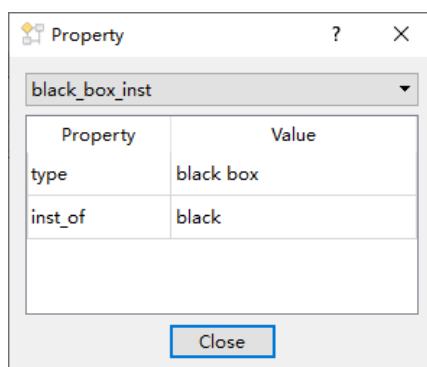 Property
?
black_box_inst
Property Value
type black box
inst_of black
Close